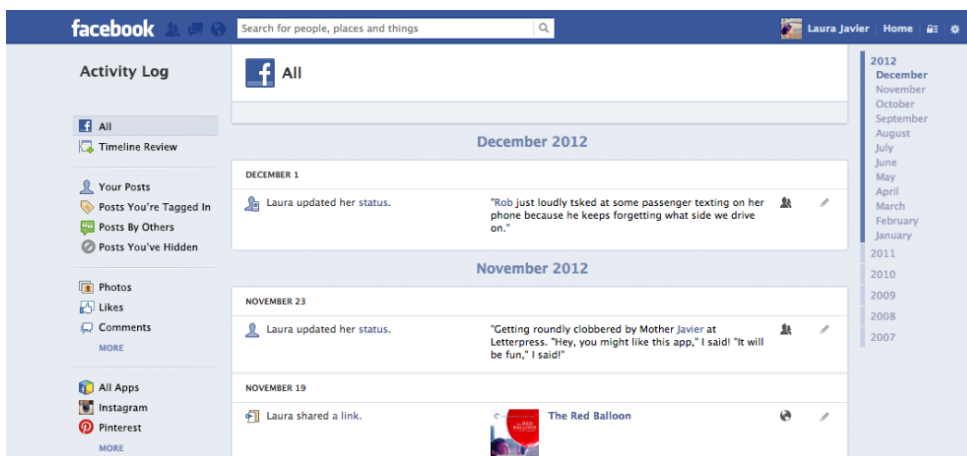 facebook
Search for people, places and things
Laura Javier
Home
Activity Log
All
Timeline Review
Your Posts
Posts You're Tagged In
Posts By Others
Posts You've Hidden
Photos
Likes
Comments
MORE
All Apps
Instagram
Pinterest
MORE
All
December 2012
DECEMBER 1
Laura updated her status.
"Rob just loudly tsked at some passenger texting on her
phone because he keeps forgetting what side we drive
on."
November 2012
NOVEMBER 23
Laura updated her status.
"Getting roundly clobbered by Mother Javier at
Letterpress. "Hey, you might like this app," I said! "It will
be fun," I said!"
NOVEMBER 19
Laura shared a link.
The Red Balloon
2012
December
November
October
September
August
July
June
May
April
March
February
January
2011
2010
2009
2008
2007